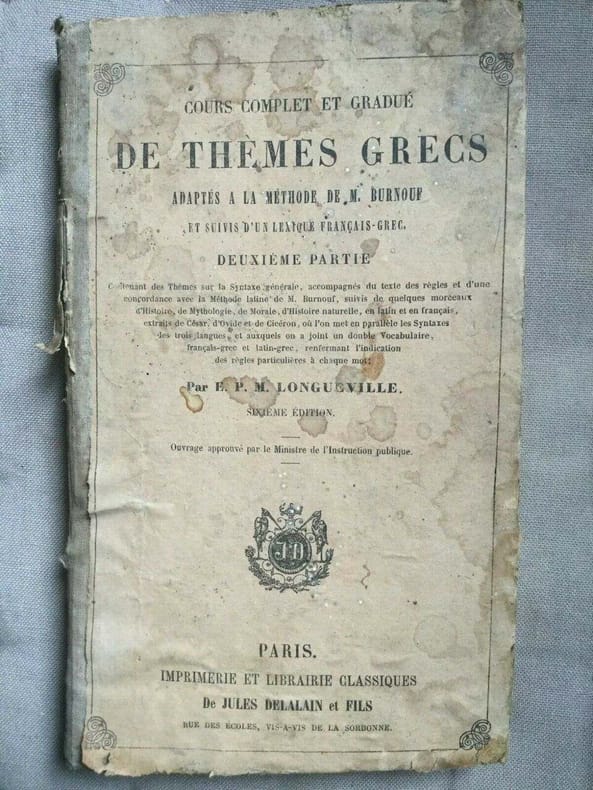 COURS COMPLET ET GRADUÉ
DE THÈMES GRECS
ADAPTÉS A LA MÉTHODE DE M. BURNOUF
ET SUIVIS D'UN LEXIQUE FRANÇAIS-GREC.
DEUXIÈME PARTIE
Contenant des Thèmes sur la Syntaxe générale, accompagnés du texte des règles et d'une
concordance avec la Méthode latine de M. Burnouf, suivis de quelques morceaux
d'Histoire, de Mythologie, de Morale, d'Histoire naturelle, en latin et en français,
extraits de César, d'Ovide et de Cicéron, où l'on met en parallèle les Syntaxes
des trois langues, et auxquels on a joint un double Vocabulaire,
français-grec et latin-grec, renfermant l'indication
des règles particulières à chaque mot;
Par E. P. M. LONGUEVILLE.
SIXIÈME ÉDITION.
Ouvrage approuvé par le Ministre de l'Instruction publique.
JD
PARIS.
IMPRIMERIE ET LIBRAIRIE CLASSIQUES
De JULES DELALAIN et FILS
RUE DES ÉCOLES, VIS-A-VIS DE LA SORBONNE.